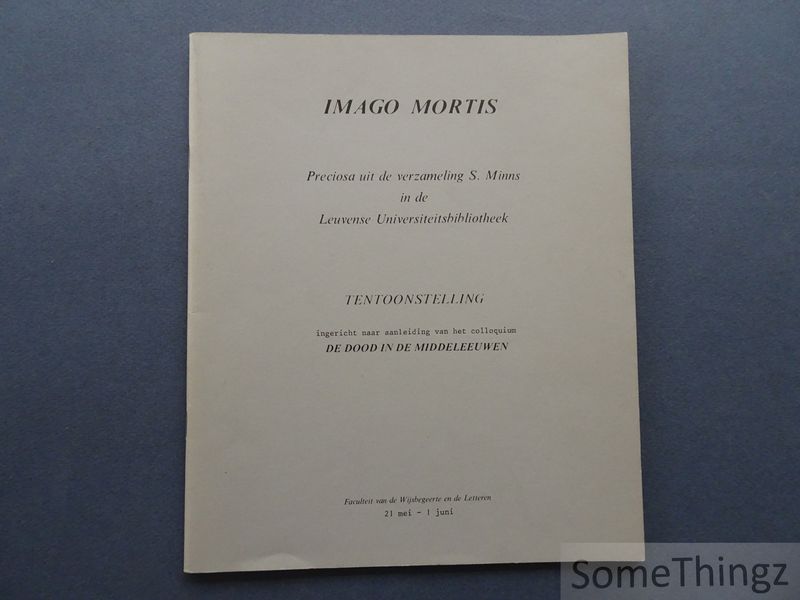 IMAGO MORTIS
Preciosa uit de verzameling S. Minns
in de
Leuvense Universiteitsbibliotheek
TENTOONSTELLING
ingericht naar aanleiding van het colloquium
DE DOOD IN DE MIDDELEEUWEN
Faculteit van de Wijsbegeerte en de Letteren
21 mei - 1 juni
SomeThingz